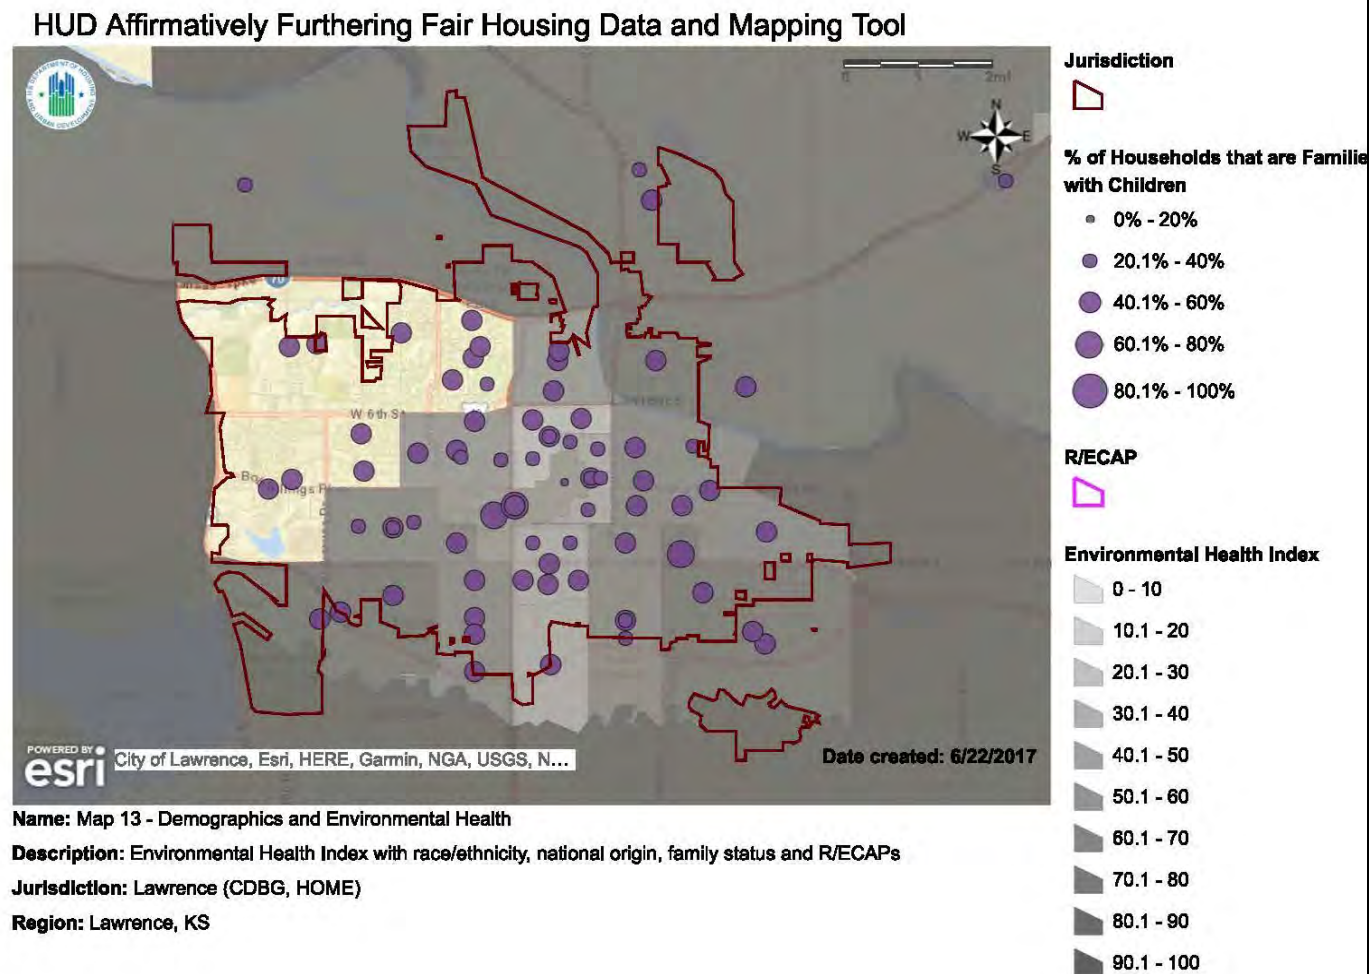 HUD Affirmatively Furthering Fair Housing Data and Mapping Tool
0 1 2mi
N
W E
S
70
W 6th St
Lawrence
POWERED BY
esri
City of Lawrence, Esri, HERE, Garmin, NGA, USGS, N...
Date created: 6/22/2017
Name: Map 13 - Demographics and Environmental Health
Description: Environmental Health Index with race/ethnicity, national origin, family status and R/ECAPs
Jurisdiction: Lawrence (CDBG, HOME)
Region: Lawrence, KS
Jurisdiction
% of Households that are Familie
with Children
0% - 20%
20.1% - 40%
40.1% - 60%
60.1% - 80%
80.1% - 100%
R/ECAP
Environmental Health Index
0 - 10
10.1 - 20
20.1 - 30
30.1 - 40
40.1 - 50
50.1 - 60
60.1 - 70
70.1 - 80
80.1 - 90
90.1 - 100